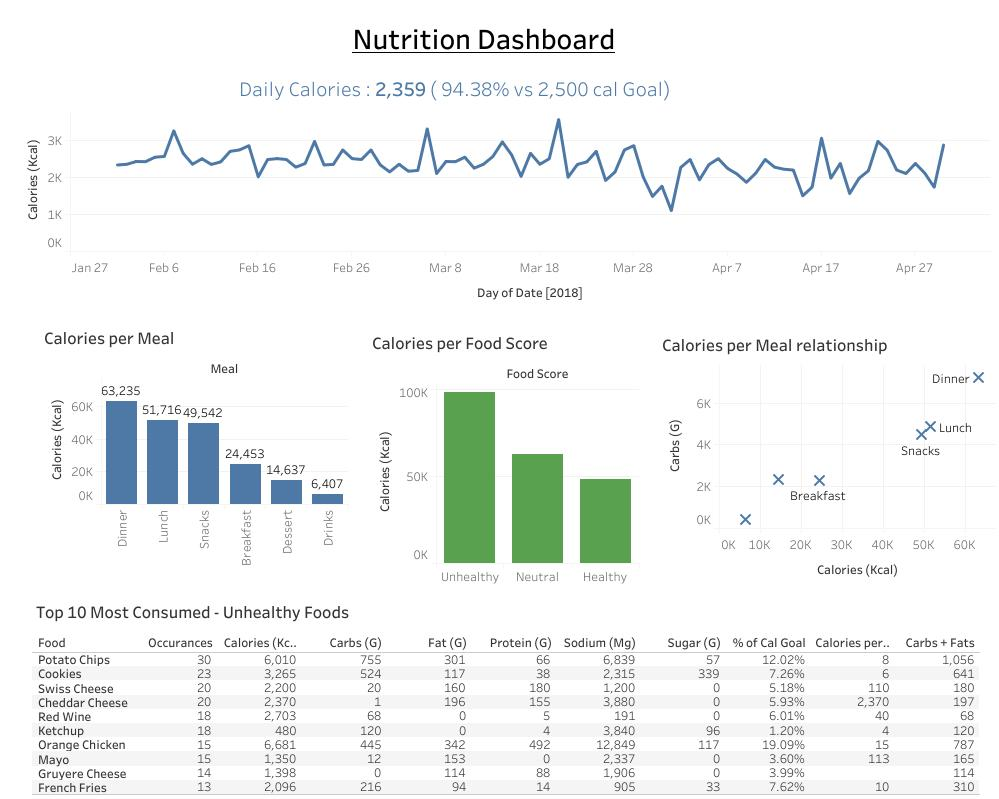 Nutrition Dashboard
Daily Calories : 2,359 ( 94.38% vs 2,500 cal Goal)
Calories (Kcal)
3K
2K
1K
0K
Jan 27 Feb 6 Feb 16 Feb 26 Mar 8 Mar 18 Mar 28 Apr 7 Apr 17 Apr 27
Day of Date [2018]
Calories per Meal
Meal
Calories (Kcal)
60K
40K
20K
0K
63,235 51,716 49,542 24,453 14,637 6,407
Dinner Lunch Snacks Breakfast Dessert Drinks
Calories per Food Score
Food Score
Calories (Kcal)
100K
50K
0K
Unhealthy Neutral Healthy
Calories per Meal relationship
Carbs (G)
6K
4K
2K
0K
Dinner
Lunch
Snacks
Breakfast
0K 10K 20K 30K 40K 50K 60K
Calories (Kcal)
Top 10 Most Consumed - Unhealthy Foods
Food Occurances Calories (Kc.. Carbs (G) Fat (G) Protein (G) Sodium (Mg) Sugar (G) % of Cal Goal Calories per.. Carbs + Fats
Potato Chips 30 6,010 755 301 66 6,839 57 12.02% 8 1,056
Cookies 23 3,265 524 117 38 2,315 339 7.26% 6 641
Swiss Cheese 20 2,200 20 160 180 1,200 0 5.18% 110 180
Cheddar Cheese 20 2,370 1 196 155 3,880 0 5.93% 2,370 197
Red Wine 18 2,703 68 0 5 191 0 6.01% 40 68
Ketchup 18 480 120 0 4 3,840 96 1.20% 4 120
Orange Chicken 15 6,681 445 342 492 12,849 117 19.09% 15 787
Mayo 15 1,350 12 153 0 2,337 0 3.60% 113 165
Gruyere Cheese 14 1,398 0 114 88 1,906 0 3.99% 114
French Fries 13 2,096 216 94 14 905 33 7.62% 10 310